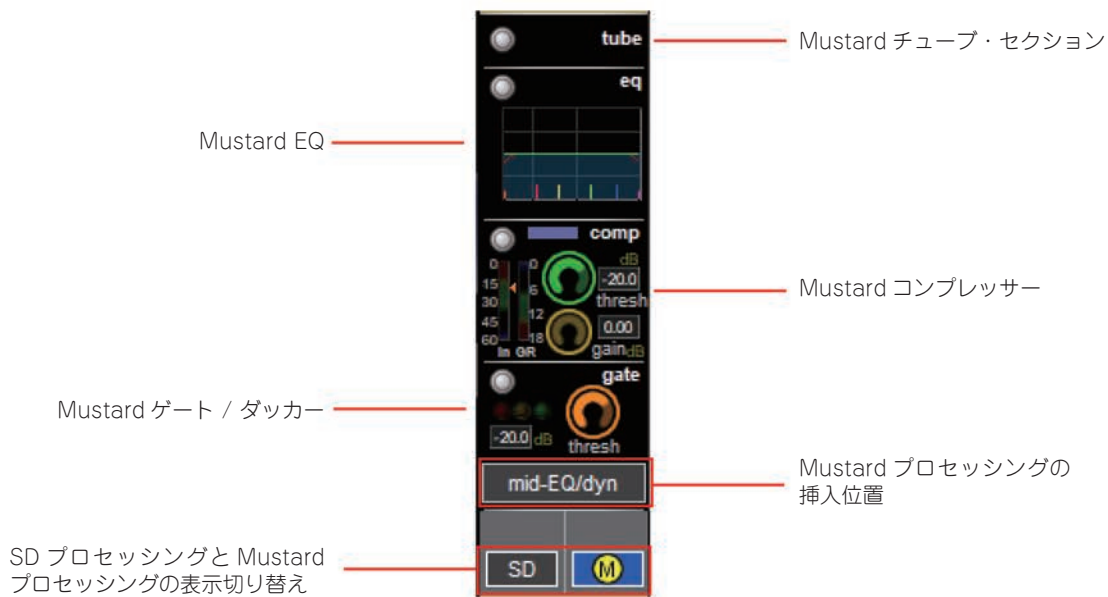 tube
Mustard チューブ・セクション
eq
Mustard EQ
comp
dB
0
0
15
6
-20.0
30
thresh
12
45
0.00
60
18
In GR
gain dB
Mustard コンプレッサー
gate
Mustard ゲート / ダッカー
-20.0 dB
thresh
mid-EQ/dyn
Mustard プロセッシングの
挿入位置
SD プロセッシングと Mustard
プロセッシングの表示切り替え
SD
M